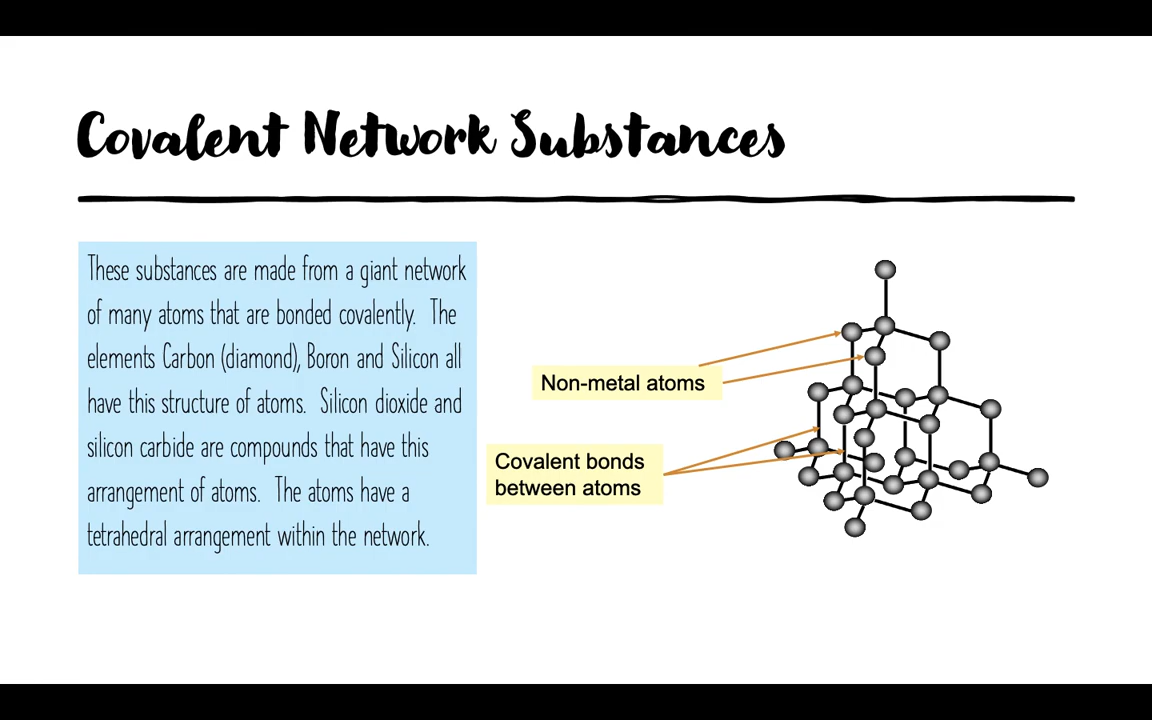 Covalent Network Substances
These substances are made from a giant network
of many atoms that are bonded covalently. The
elements Carbon (diamond), Boron and Silicon all
have this structure of atoms. Silicon dioxide and
silicon carbide are compounds that have this
arrangement of atoms. The atoms have a
tetrahedral arrangement within the network.
Non-metal atoms
Covalent bonds
between atoms